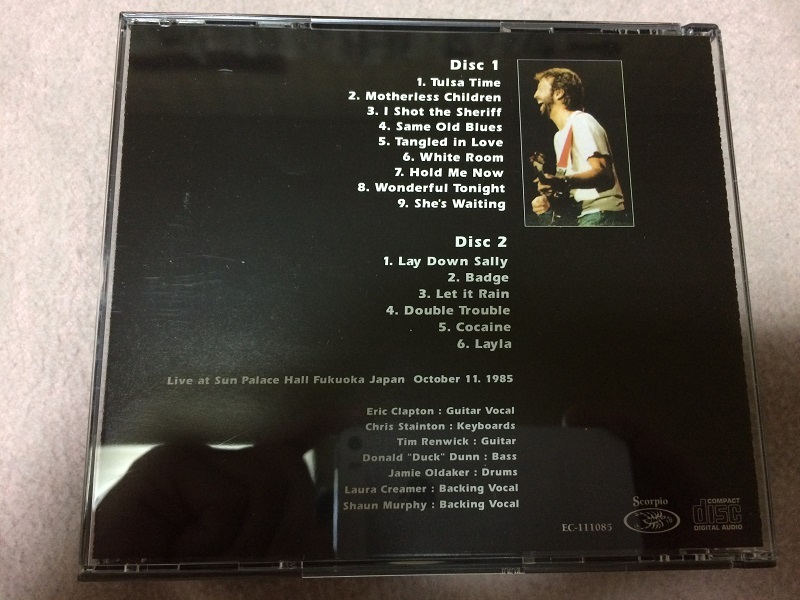 Disc 1
1. Tulsa Time
2. Motherless Children
3. I Shot the Sheriff
4. Same Old Blues
5. Tangled in Love
6. White Room
7. Hold Me Now
8. Wonderful Tonight
9. She's Waiting
Disc 2
1. Lay Down Sally
2. Badge
3. Let it Rain
4. Double Trouble
5. Cocaine
6. Layla
Live at Sun Palace Hall Fukuoka Japan October 11. 1985
Eric Clapton : Guitar Vocal
Chris Stainton : Keyboards
Tim Renwick : Guitar
Donald "Duck" Dunn : Bass
Jamie Oldaker : Drums
Laura Creamer : Backing Vocal
Shaun Murphy : Backing Vocal
EC-111085
Scorpio
COMPACT
disc
DIGITAL AUDIO